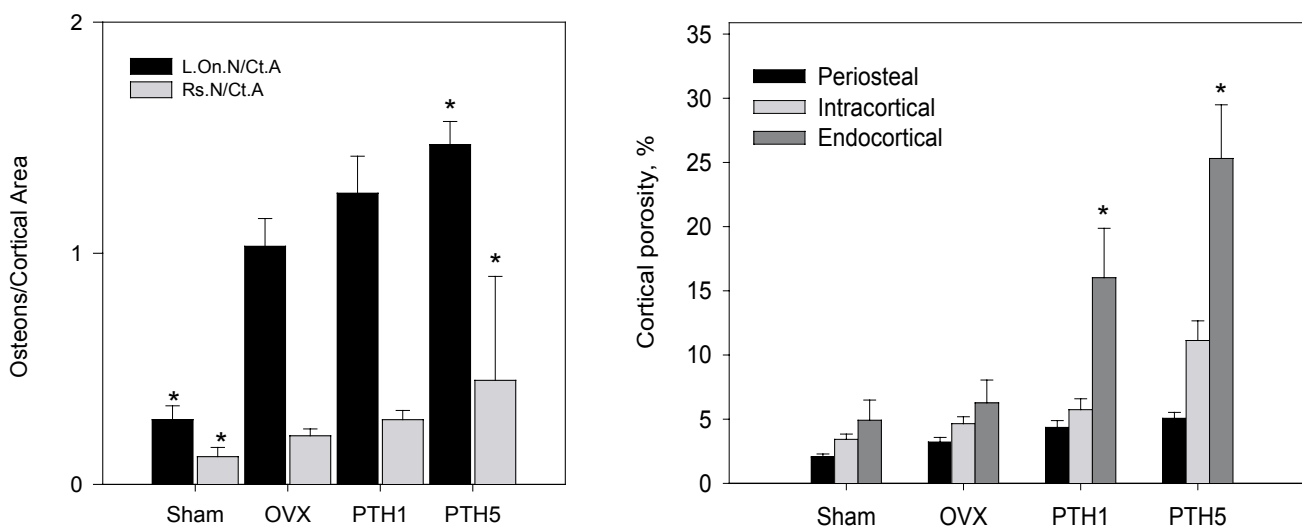 2
1
0
Osteons/Cortical Area
L.On.N/Ct.A
Rs.N/Ct.A
*
*
*
*
Sham OVX PTH1 PTH5
35
30
25
20
15
10
5
0
Cortical porosity, %
Periosteal
Intracortical
Endocortical
*
*
Sham OVX PTH1 PTH5